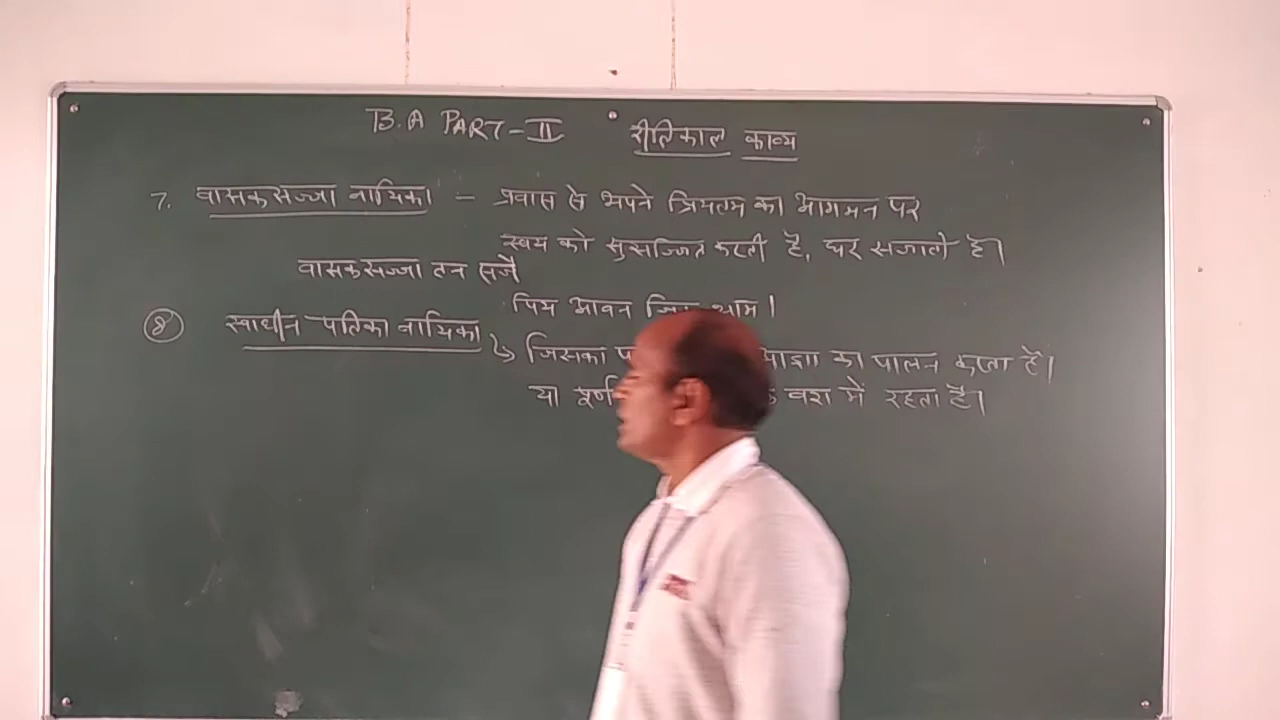 B.A PART-II रीतिकाल काव्य
7. वासकसज्जा नायिका - प्रवास से अपने प्रियतम का आगमन पर
स्वयं को सुसज्जित करती है, घर सजाती है।
वासकसज्जा तन सजै
पिय आवन जिय
8 स्वाधीन पतिका नायिका ↳ जिसका का पालन करता है।
या पूर्ण वश में रहता है।